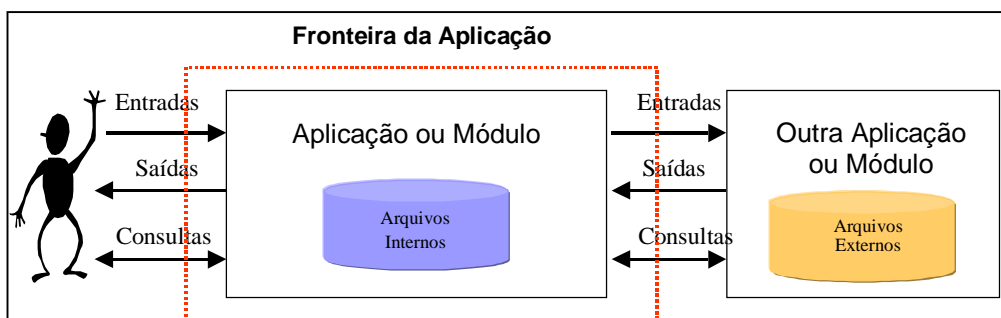 Fronteira da Aplicação
Entradas
Saídas
Consultas
Aplicação ou Módulo
Arquivos
Internos
Entradas
Saídas
Consultas
Outra Aplicação
ou Módulo
Arquivos
Externos